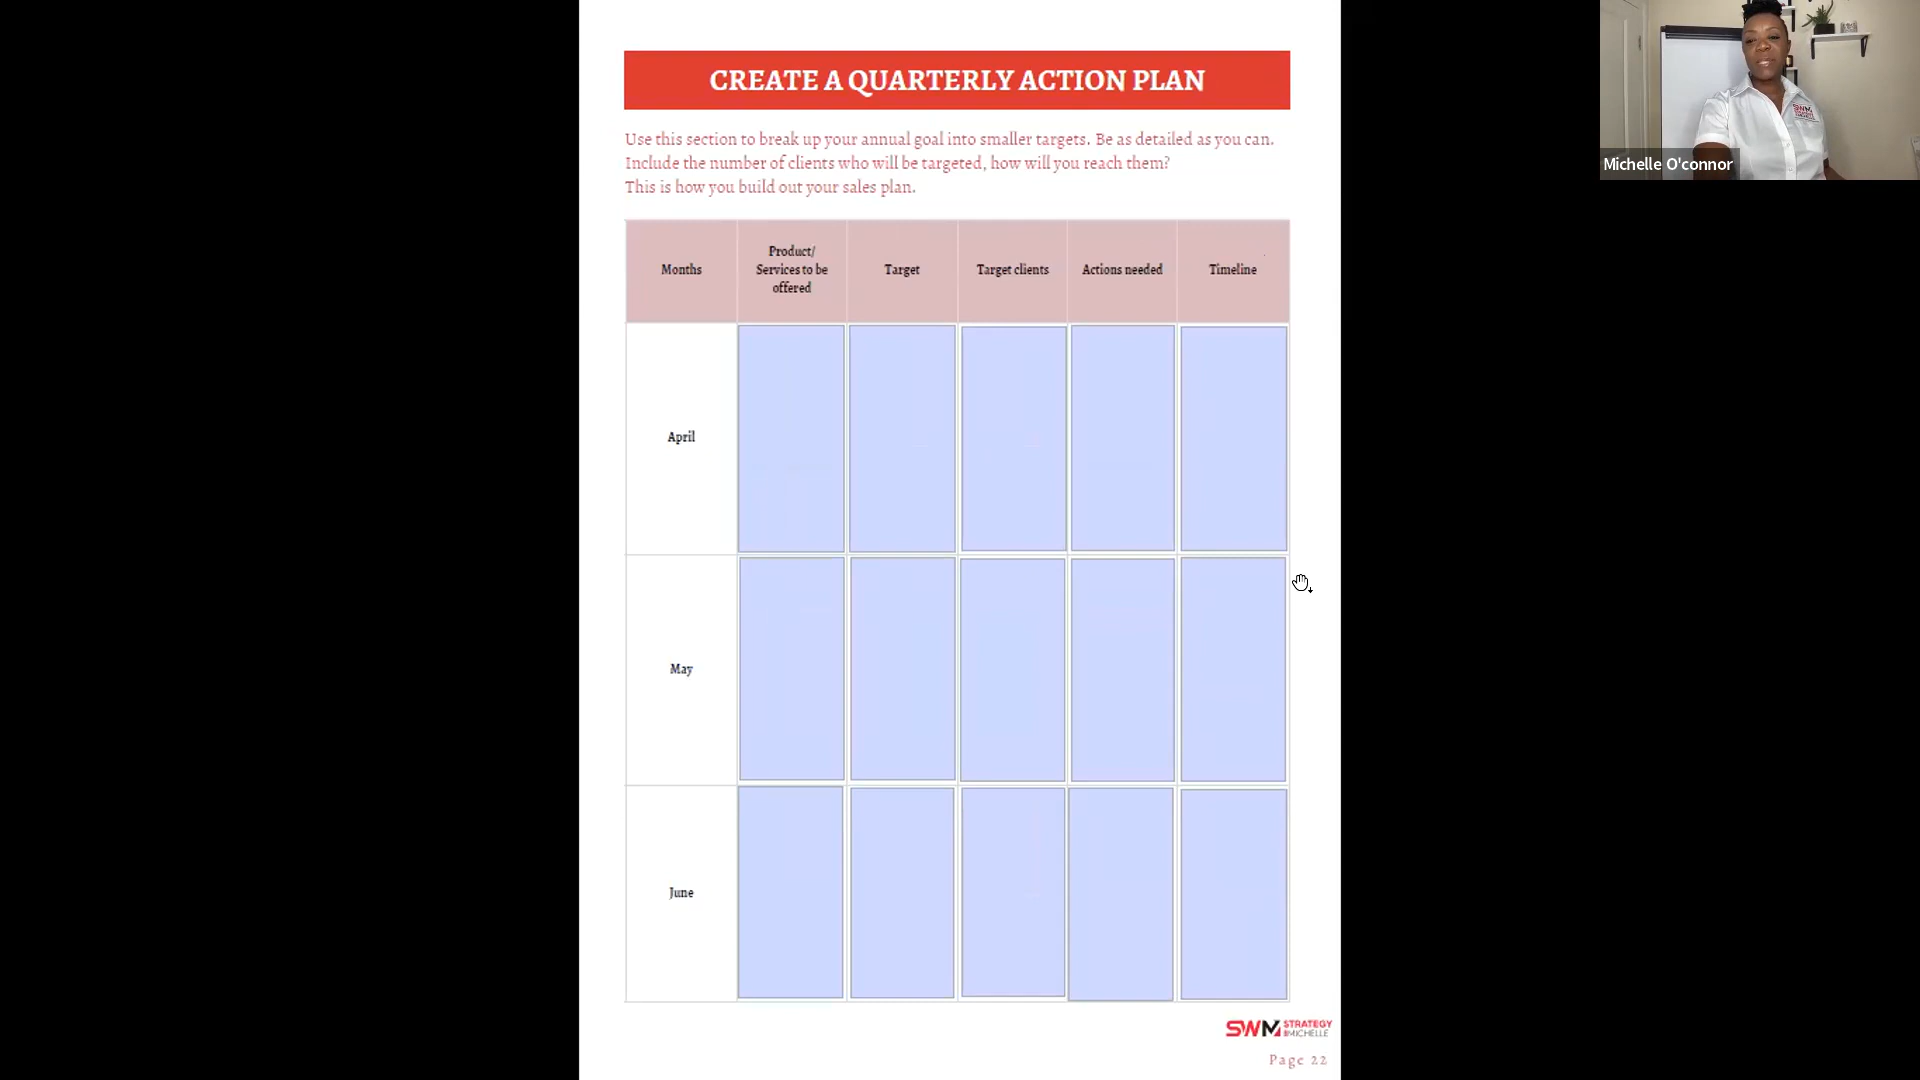 CREATE A QUARTERLY ACTION PLAN
Use this section to break up your annual goal into smaller targets. Be as detailed as you can.
Include the number of clients who will be targeted, how will you reach them?
This is how you build out your sales plan.
Months
Product/
Services to be
offered
Target
Target clients
Actions needed
Timeline
April
May
June
SWM STRATEGY
MICHELLE
Page 22
Michelle O'connor
SWM